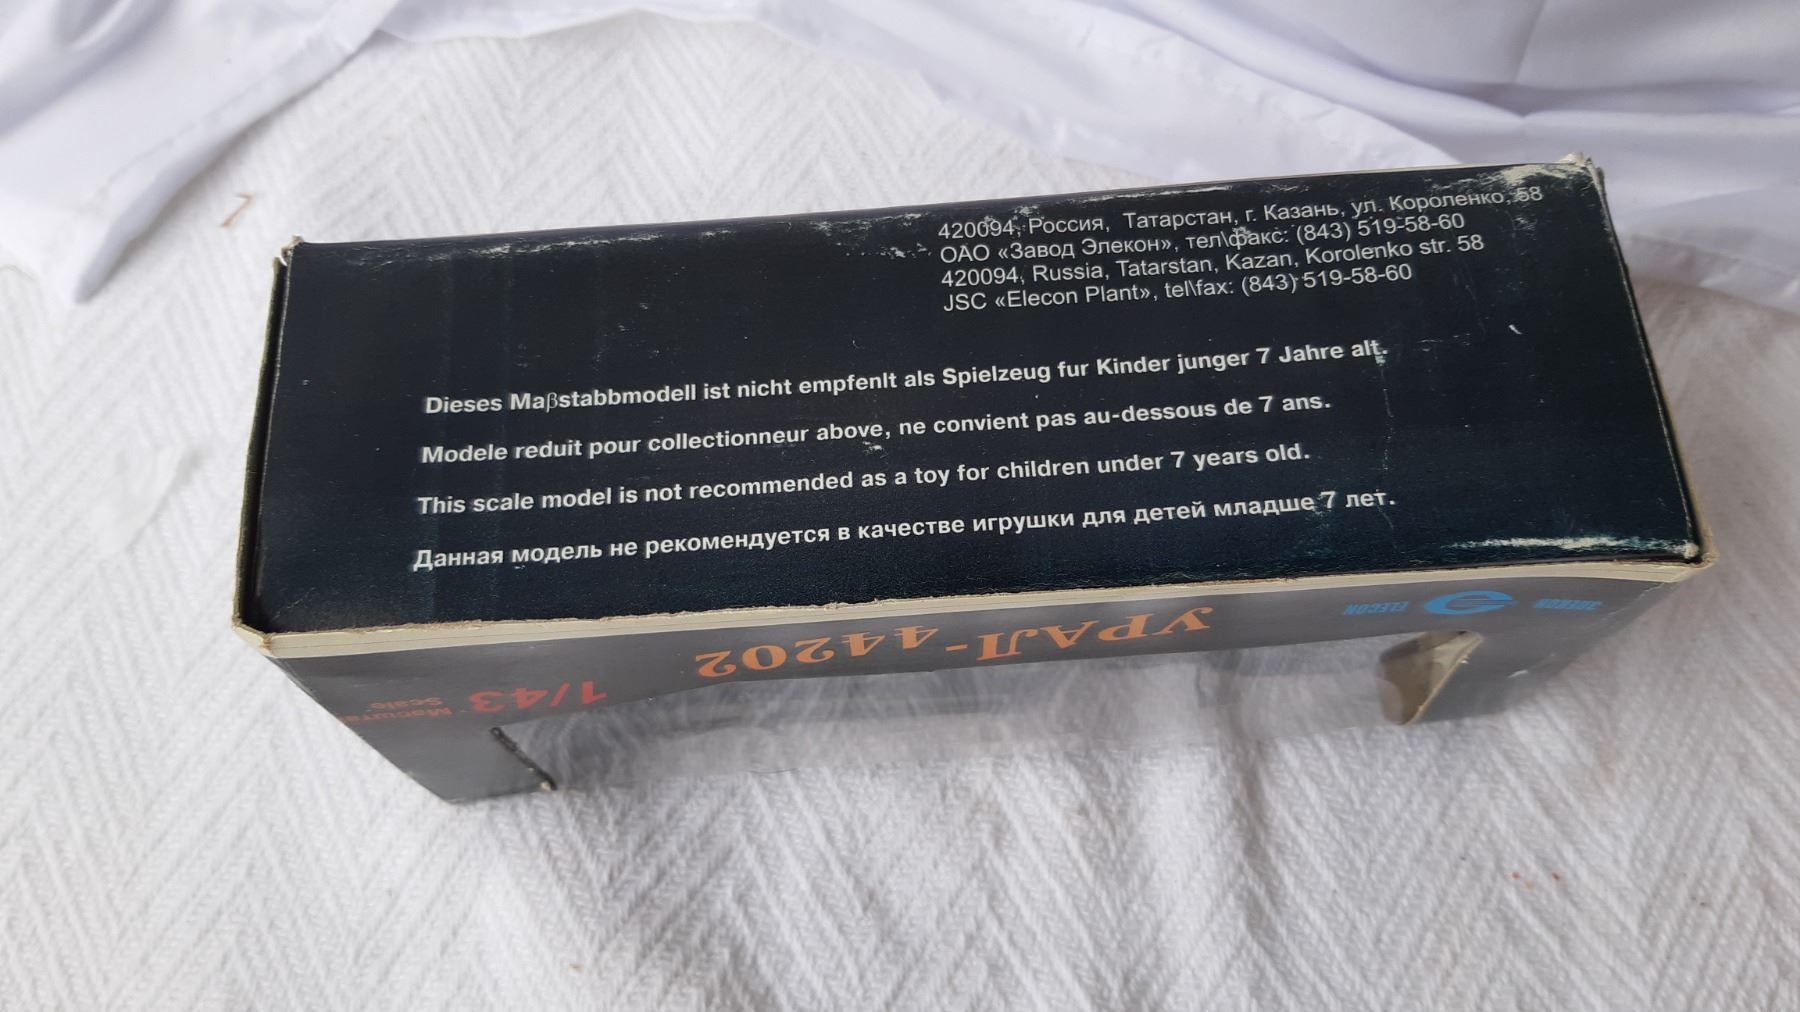 420094, Россия, Татарстан, г. Казань, ул. Короленко, 58
ОАО «Завод Элекон», тел\факс: (843) 519-58-60
420094, Russia, Tatarstan, Kazan, Korolenko str. 58
JSC «Elecon Plant», tel\fax: (843) 519-58-60
Dieses Maβstabbmodell ist nicht empfenlt als Spielzeug fur Kinder junger 7 Jahre alt.
Modele reduit pour collectionneur above, ne convient pas au-dessous de 7 ans.
This scale model is not recommended as a toy for children under 7 years old.
Данная модель не рекомендуется в качестве игрушки для детей младше 7 лет.
ЭЛЕКОН ELECON
УРАЛ-44202
1/43
Scale